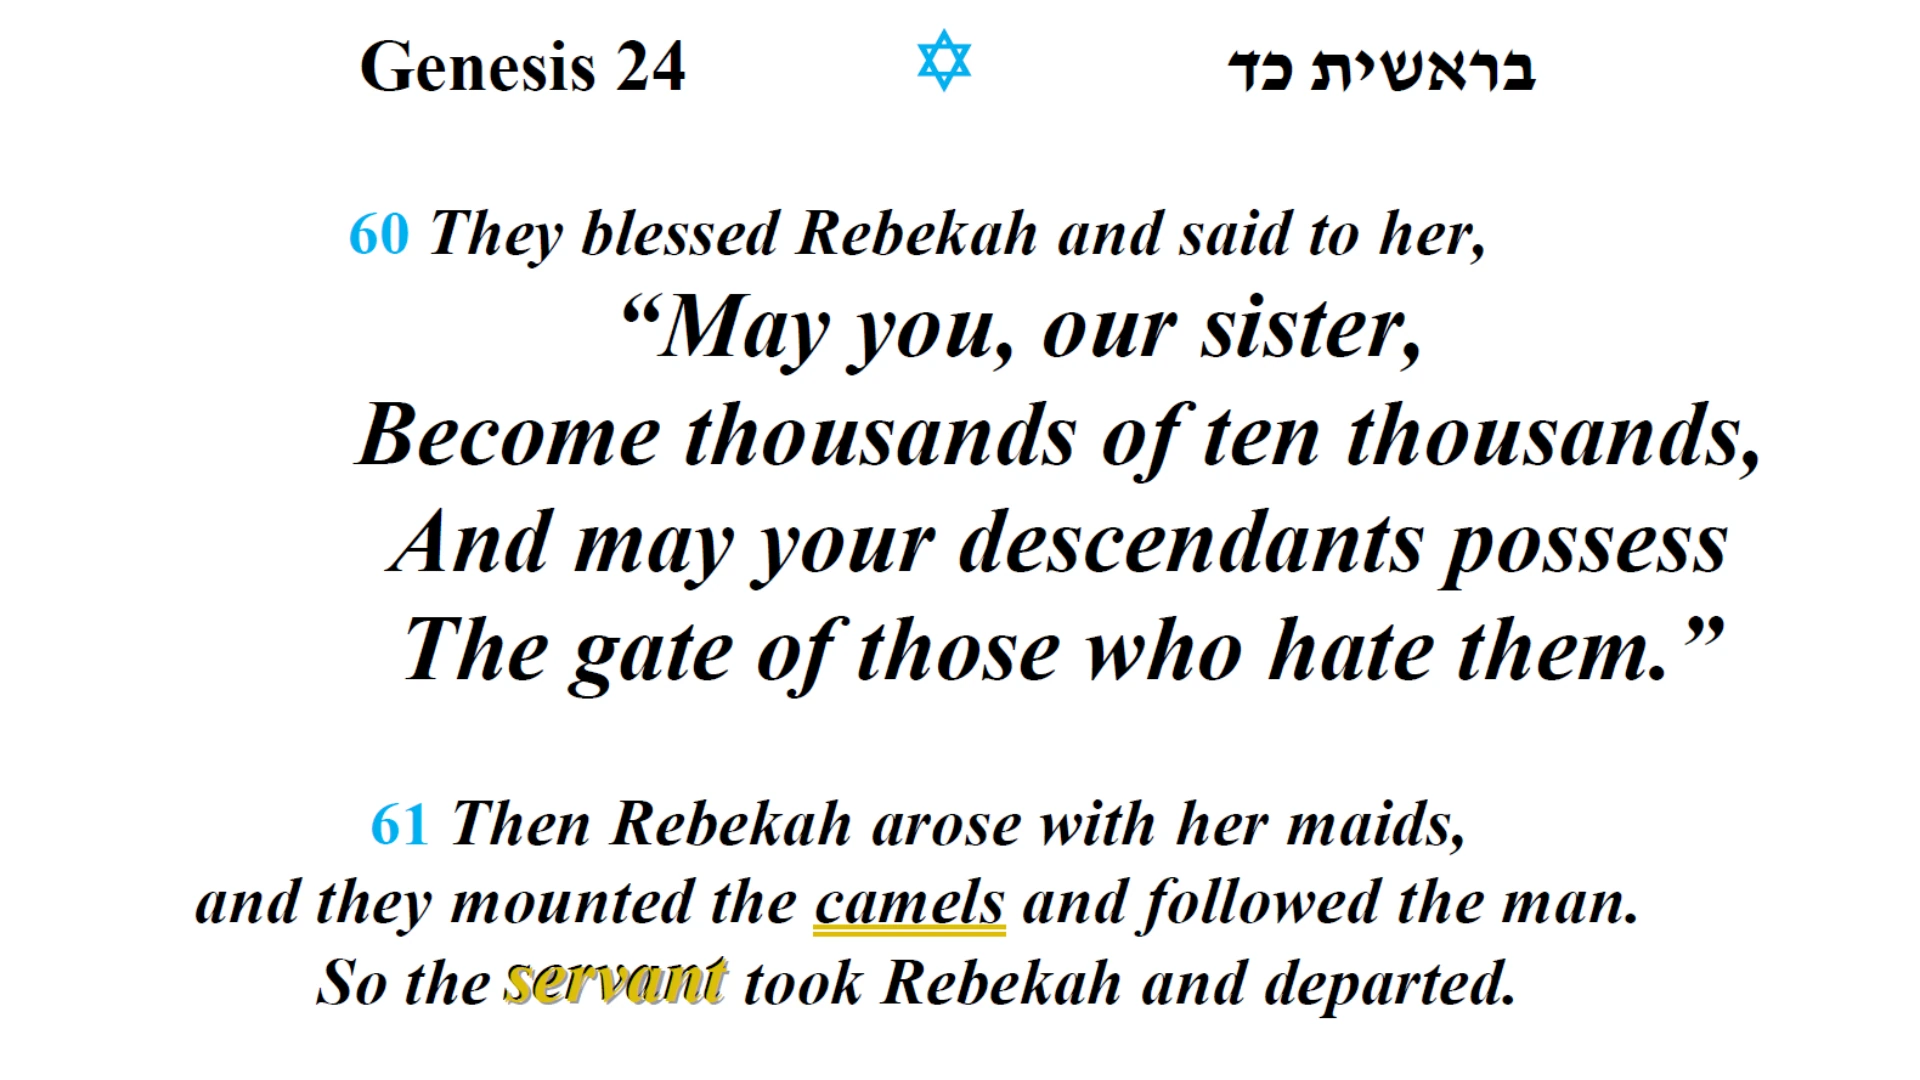 Genesis 24 ✡ בראשית כד
60 They blessed Rebekah and said to her,
“May you, our sister,
Become thousands of ten thousands,
And may your descendants possess
The gate of those who hate them.”
61 Then Rebekah arose with her maids,
and they mounted the camels and followed the man.
So the servant took Rebekah and departed.